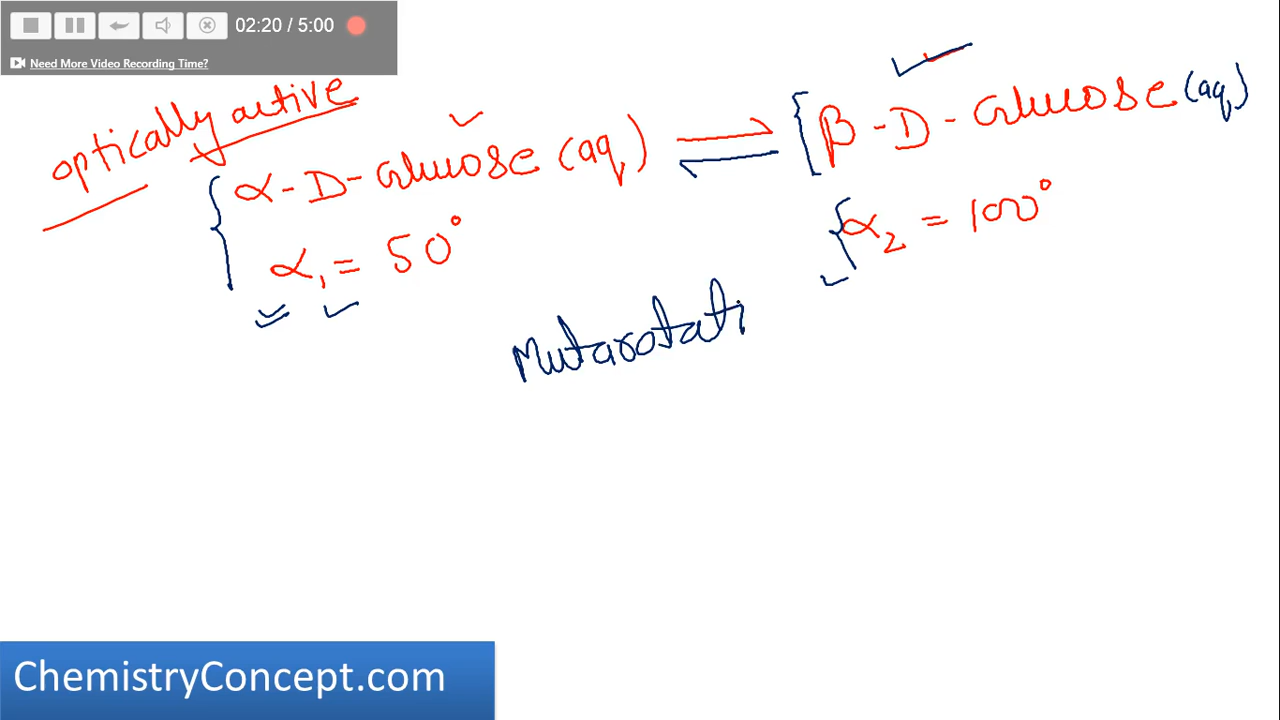 02:20 / 5:00
Need More Video Recording Time?
optically active
α-D-Glucose (aq) ⇌ [β-D-Glucose (aq)
α₁ = 50°
α₂ = 100°
Mutarotati
ChemistryConcept.com